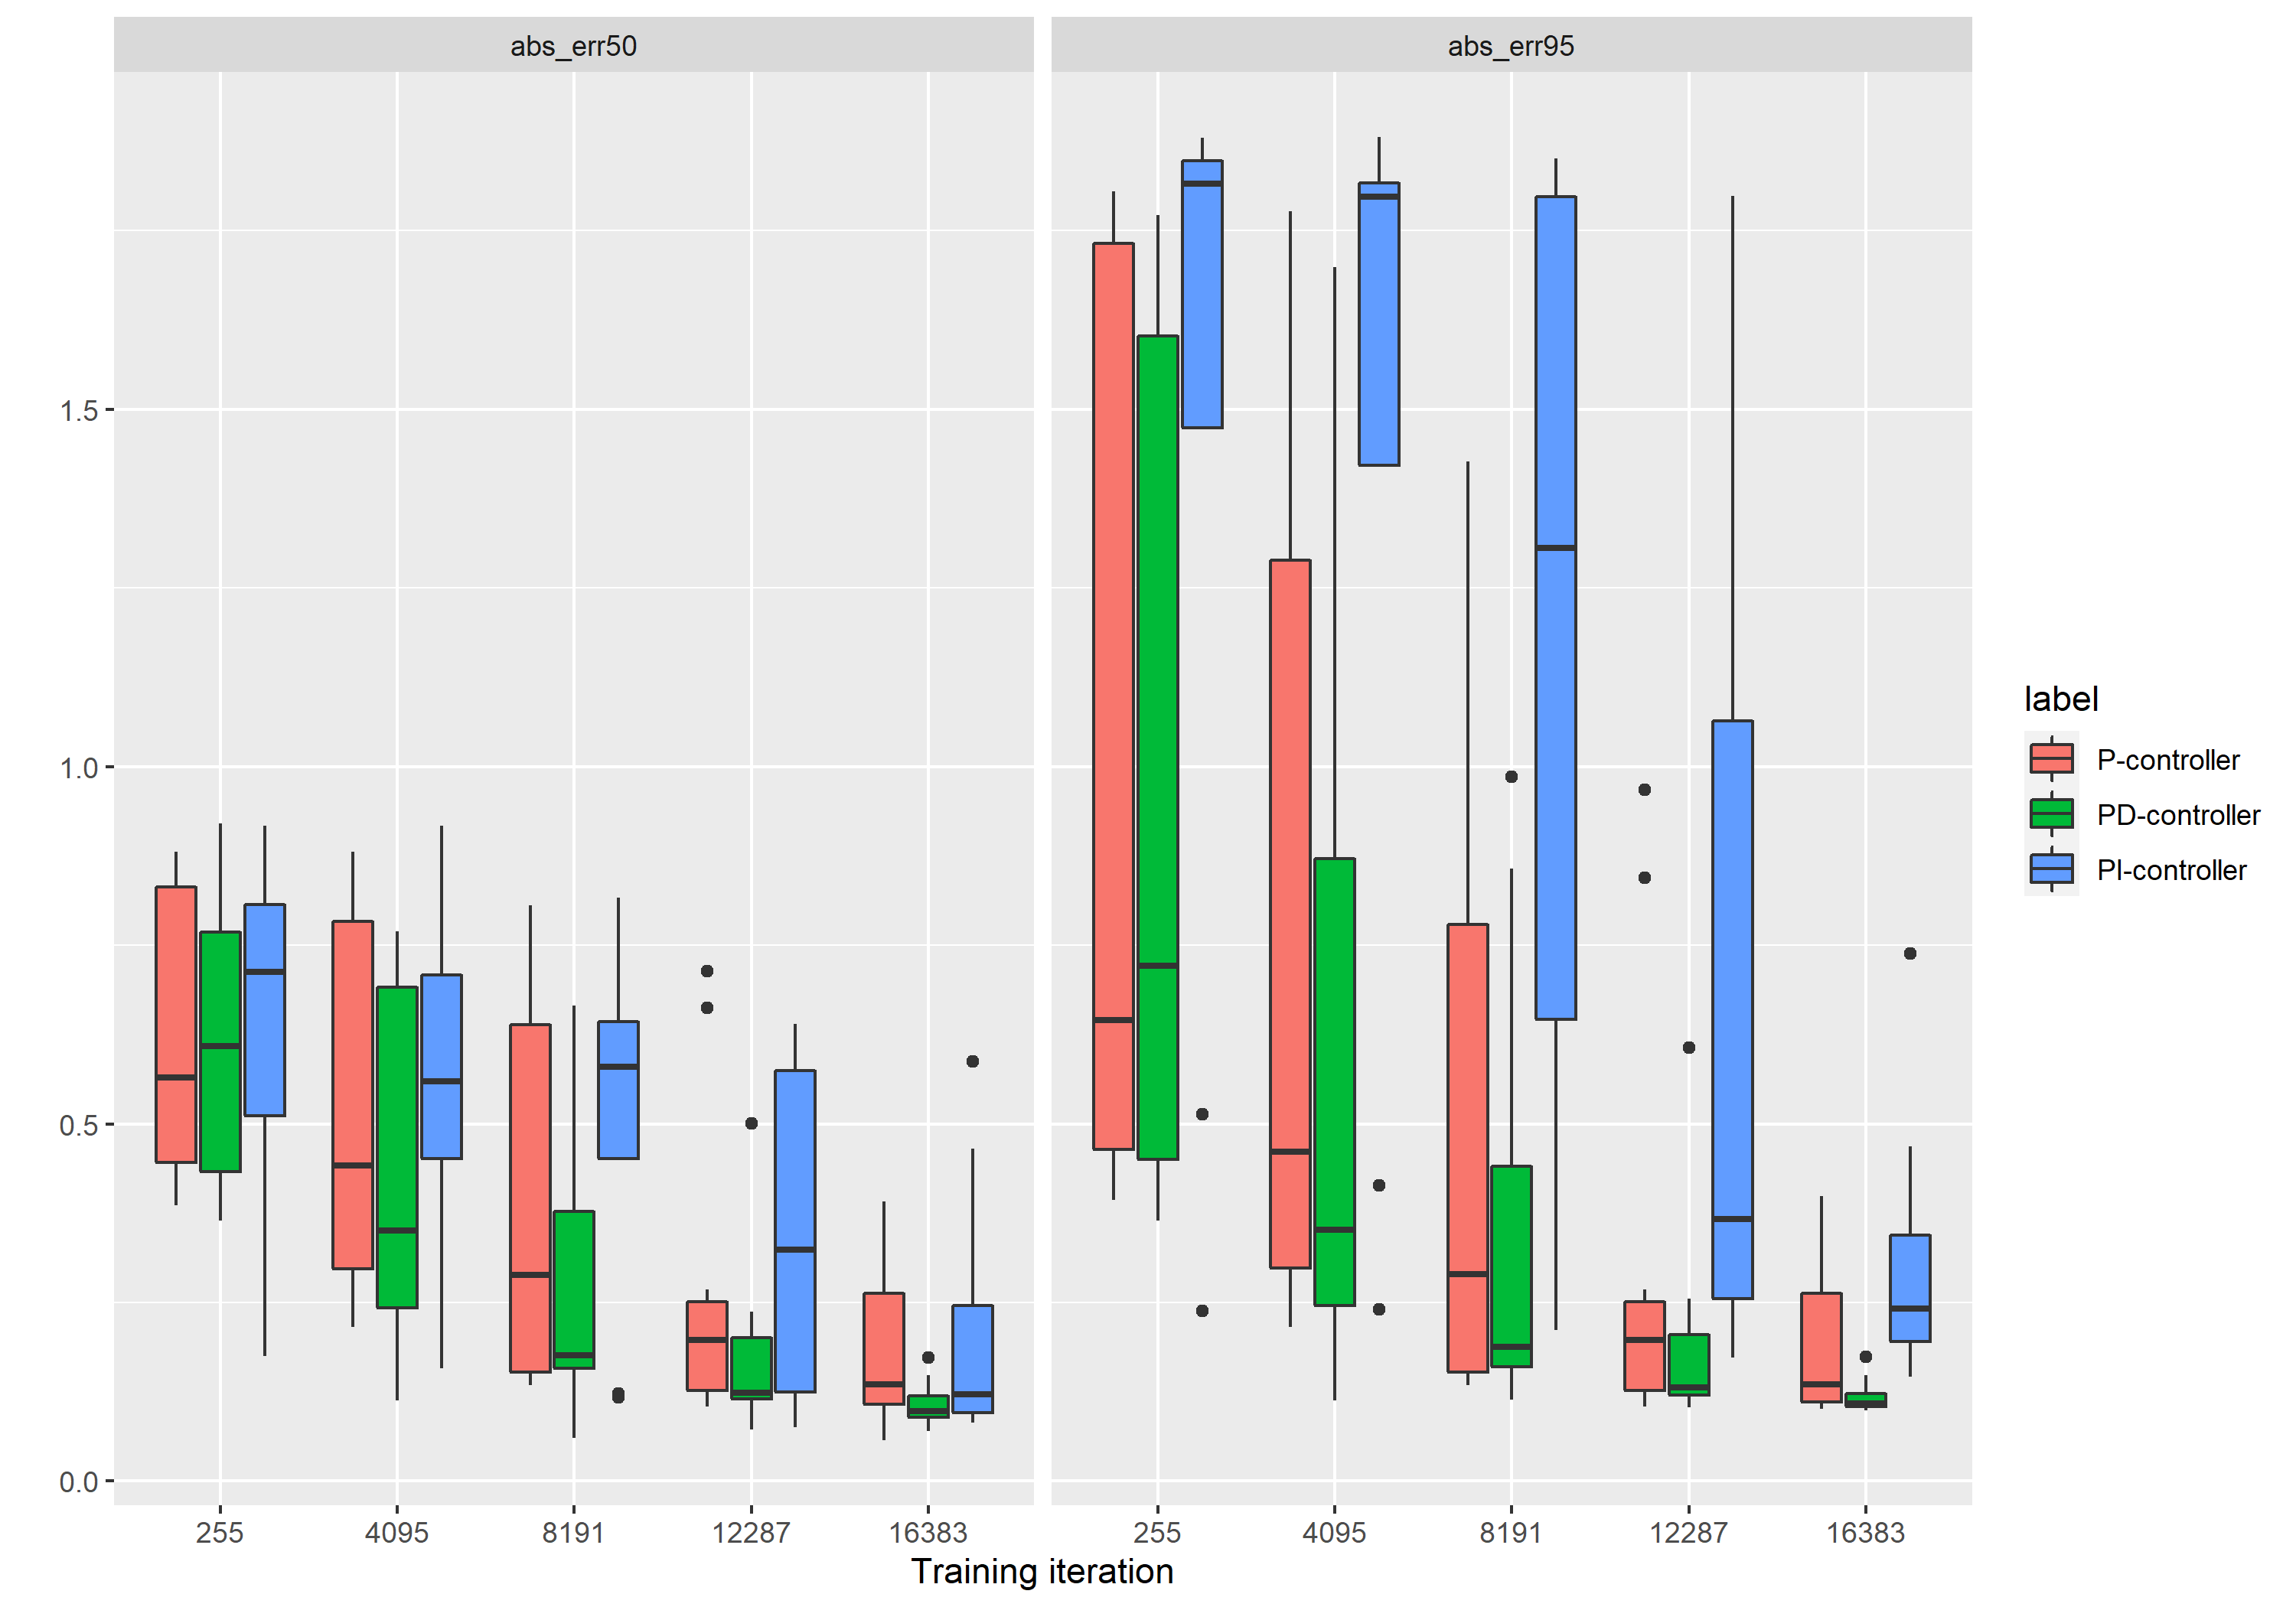 abs_err50 abs_err95
1.5
1.0
0.5
0.0
255 4095 8191 12287 16383 255 4095 8191 12287 16383
Training iteration
label
P-controller
PD-controller
PI-controller